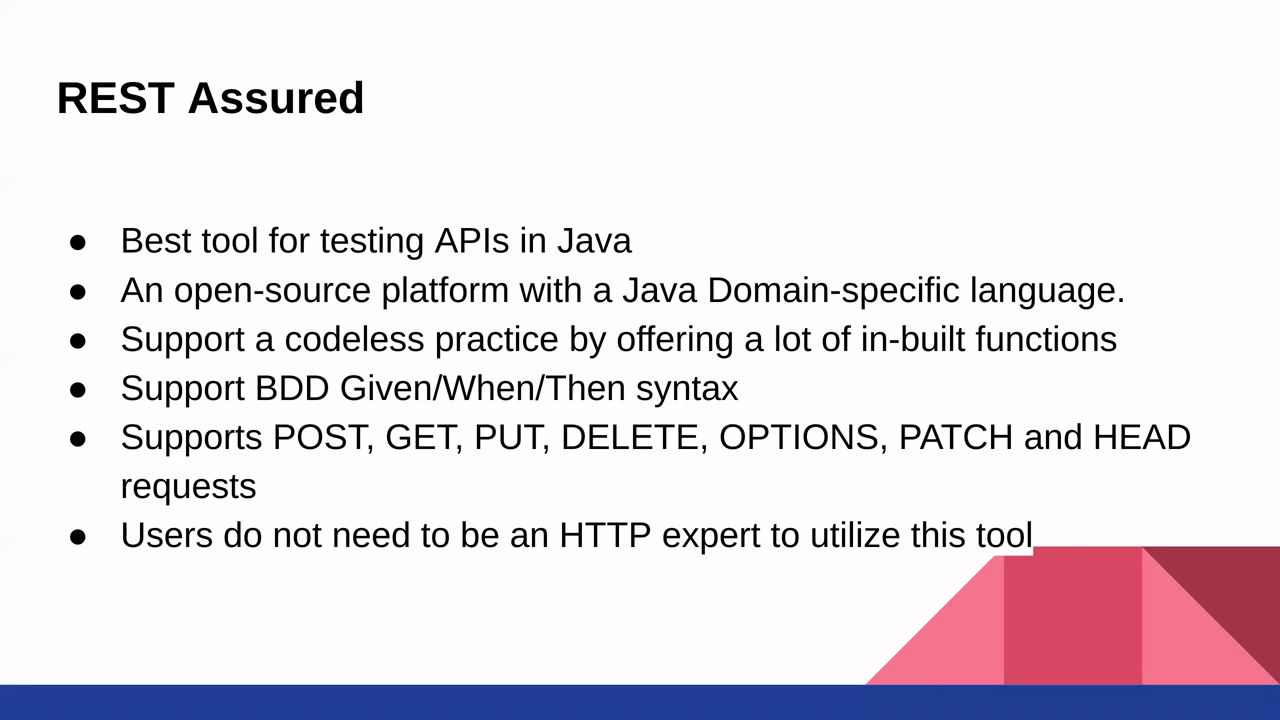 REST Assured
● Best tool for testing APIs in Java
● An open-source platform with a Java Domain-specific language.
● Support a codeless practice by offering a lot of in-built functions
● Support BDD Given/When/Then syntax
● Supports POST, GET, PUT, DELETE, OPTIONS, PATCH and HEAD
requests
● Users do not need to be an HTTP expert to utilize this tool